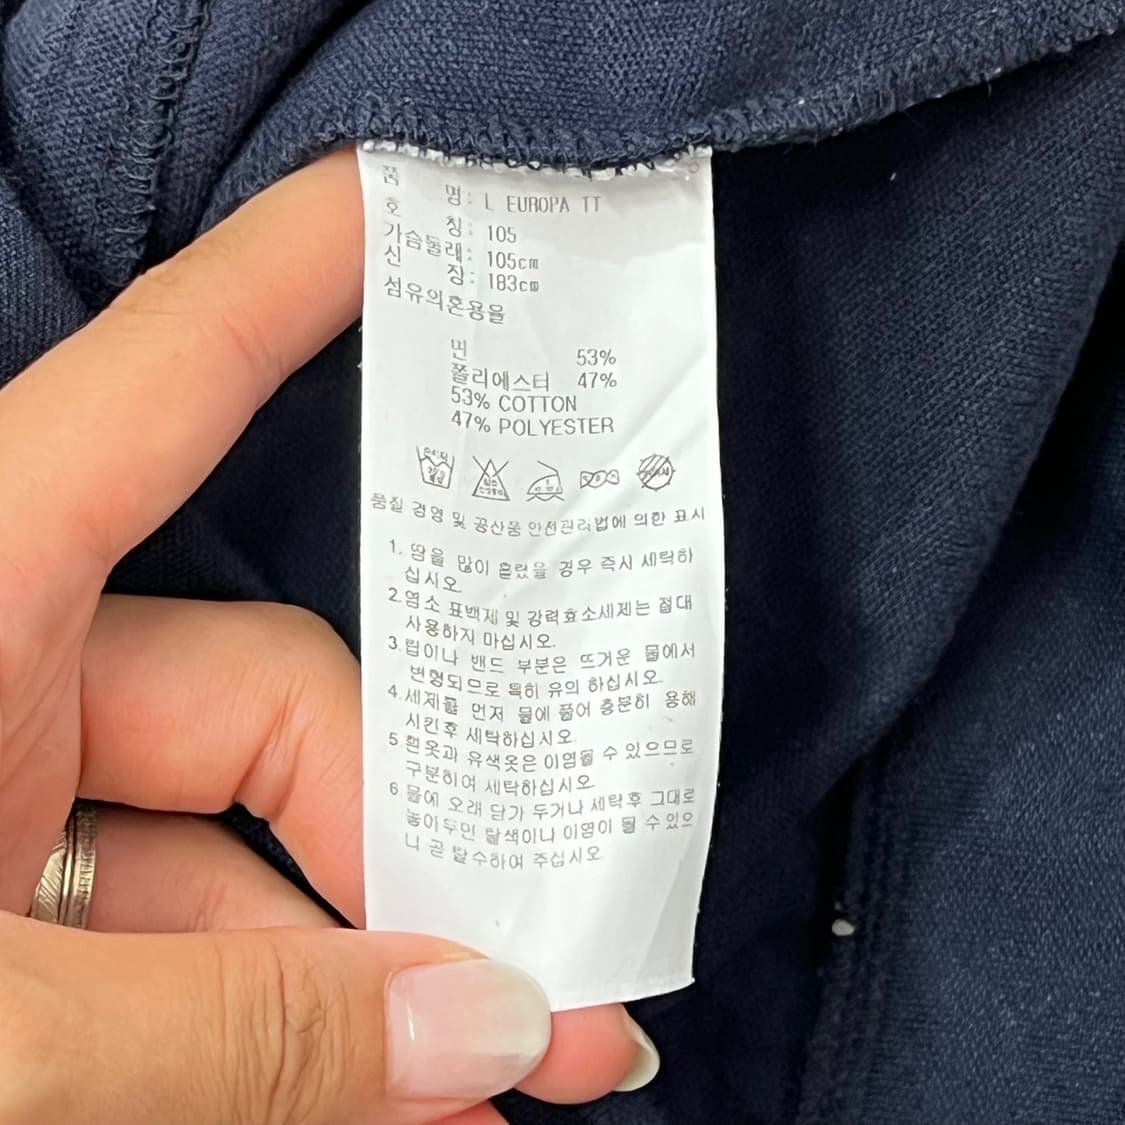 품 명: L EUROPA TT
호 칭: 105
가슴둘레: 105cm
신 장: 183cm
섬유의혼용율
면 53%
폴리에스터 47%
53% COTTON
47% POLYESTER
품질 경영 및 공산품 안전관리법에 의한 표시
1. 땀을 많이 흘렸을 경우 즉시 세탁하
십시오
2.염소 표백제 및 강력효소세제는 절대
사용하지 마십시오.
3.립이나 밴드 부분은 뜨거운 물에서
변형되므로 특히 유의 하십시오.
4.세제를 먼저 물에 풀어 충분히 용해
시킨후 세탁하십시오
5.흰옷과 유색옷은 이염될 수 있으므로
구분하여 세탁하십시오
6.물에 오래 담가 두거나 세탁후 그대로
놓아두면 탈색이나 이염이 될 수 있으
니 곧 탈수하여 주십시오